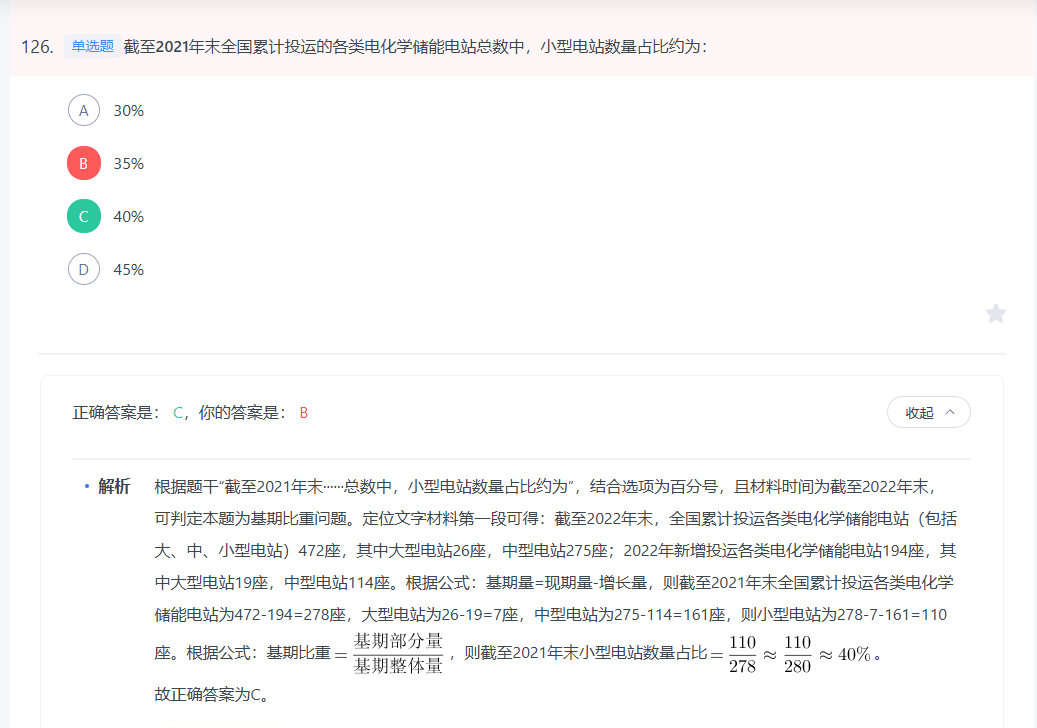 126. 单选题 截至2021年末全国累计投运的各类电化学储能电站总数中，小型电站数量占比约为：
A 30%
B 35%
C 40%
D 45%
正确答案是： C，你的答案是： B
收起
· 解析 根据题干“截至2021年末······总数中，小型电站数量占比约为”，结合选项为百分号，且材料时间为截至2022年末，
可判定本题为基期比重问题。定位文字材料第一段可得：截至2022年末，全国累计投运各类电化学储能电站（包括
大、中、小型电站）472座，其中大型电站26座，中型电站275座；2022年新增投运各类电化学储能电站194座，其
中大型电站19座，中型电站114座。根据公式：基期量=现期量-增长量，则截至2021年末全国累计投运各类电化学
储能电站为472-194=278座，大型电站为26-19=7座，中型电站为275-114=161座，则小型电站为278-7-161=110
座。根据公式：基期比重 = 基期部分量/基期整体量，则截至2021年末小型电站数量占比 = 110/278 ≈ 110/280 ≈ 40%。
故正确答案为C。